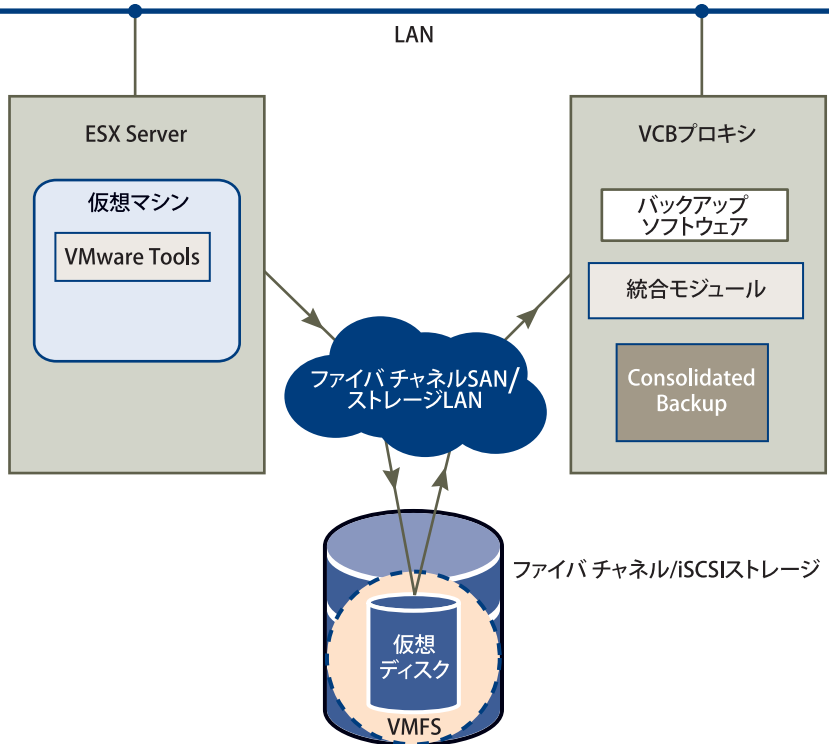 LAN
ESX Server
仮想マシン
VMware Tools
VCBプロキシ
バックアップ
ソフトウェア
統合モジュール
Consolidated
Backup
ファイバ チャネルSAN/
ストレージLAN
ファイバ チャネル/iSCSIストレージ
仮想
ディスク
VMFS